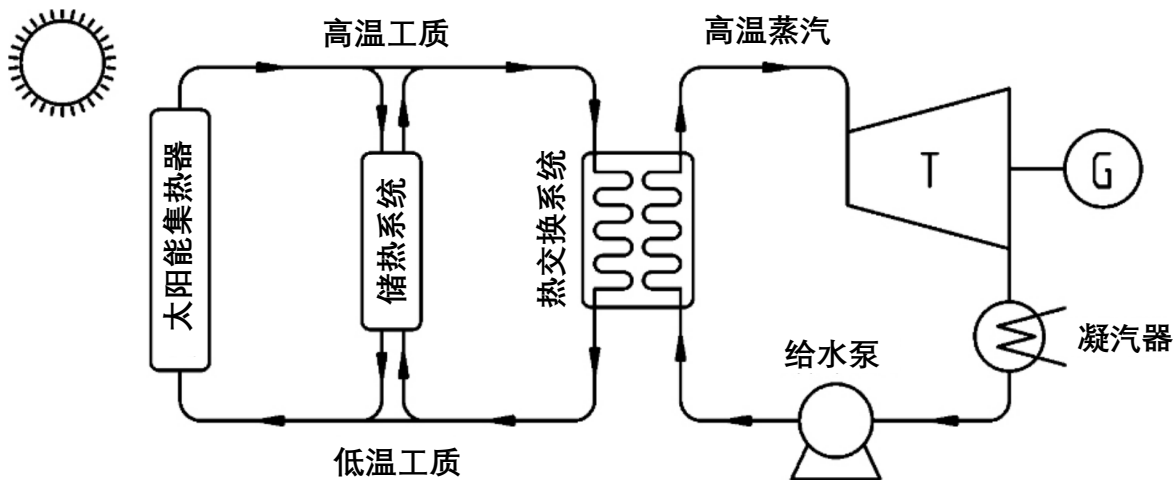 高温工质
高温蒸汽
太阳能集热器
储热系统
热交换系统
T
G
给水泵
凝汽器
低温工质